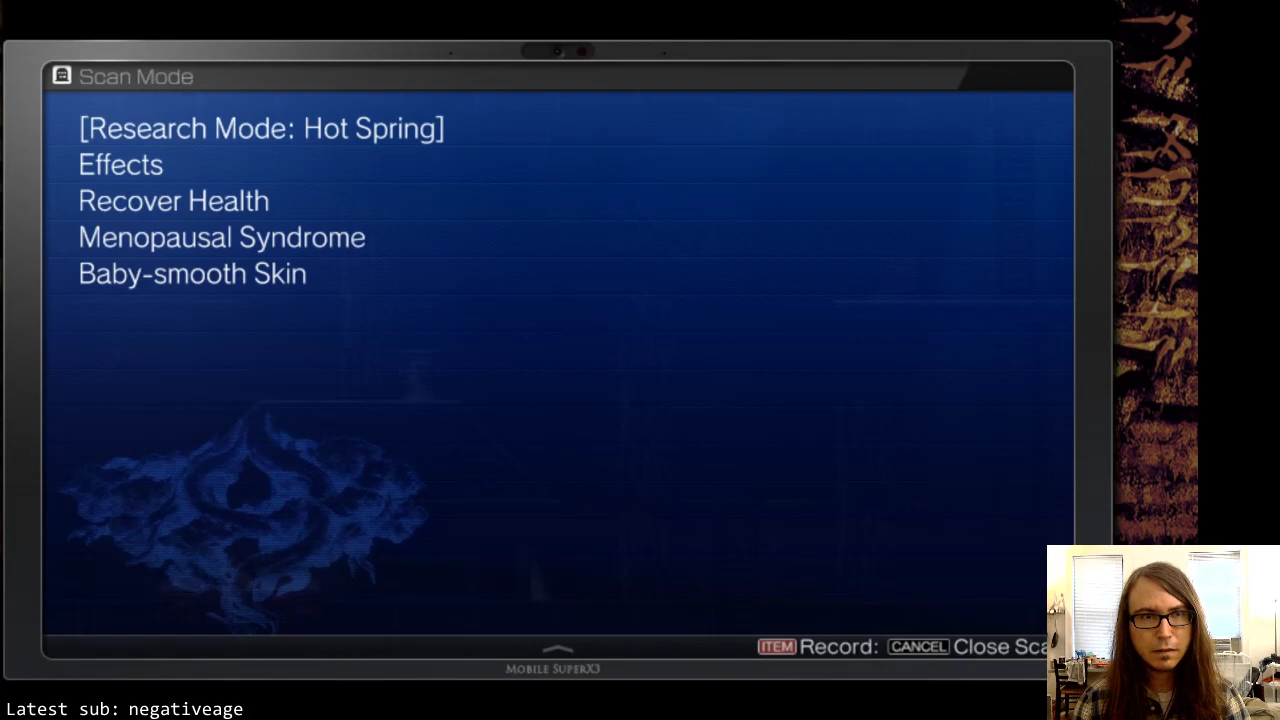 Scan Mode
[Research Mode: Hot Spring]
Effects
Recover Health
Menopausal Syndrome
Baby-smooth Skin
ITEM Record: CANCEL Close Sca
MOBILE SUPERX3
Latest sub: negativeage